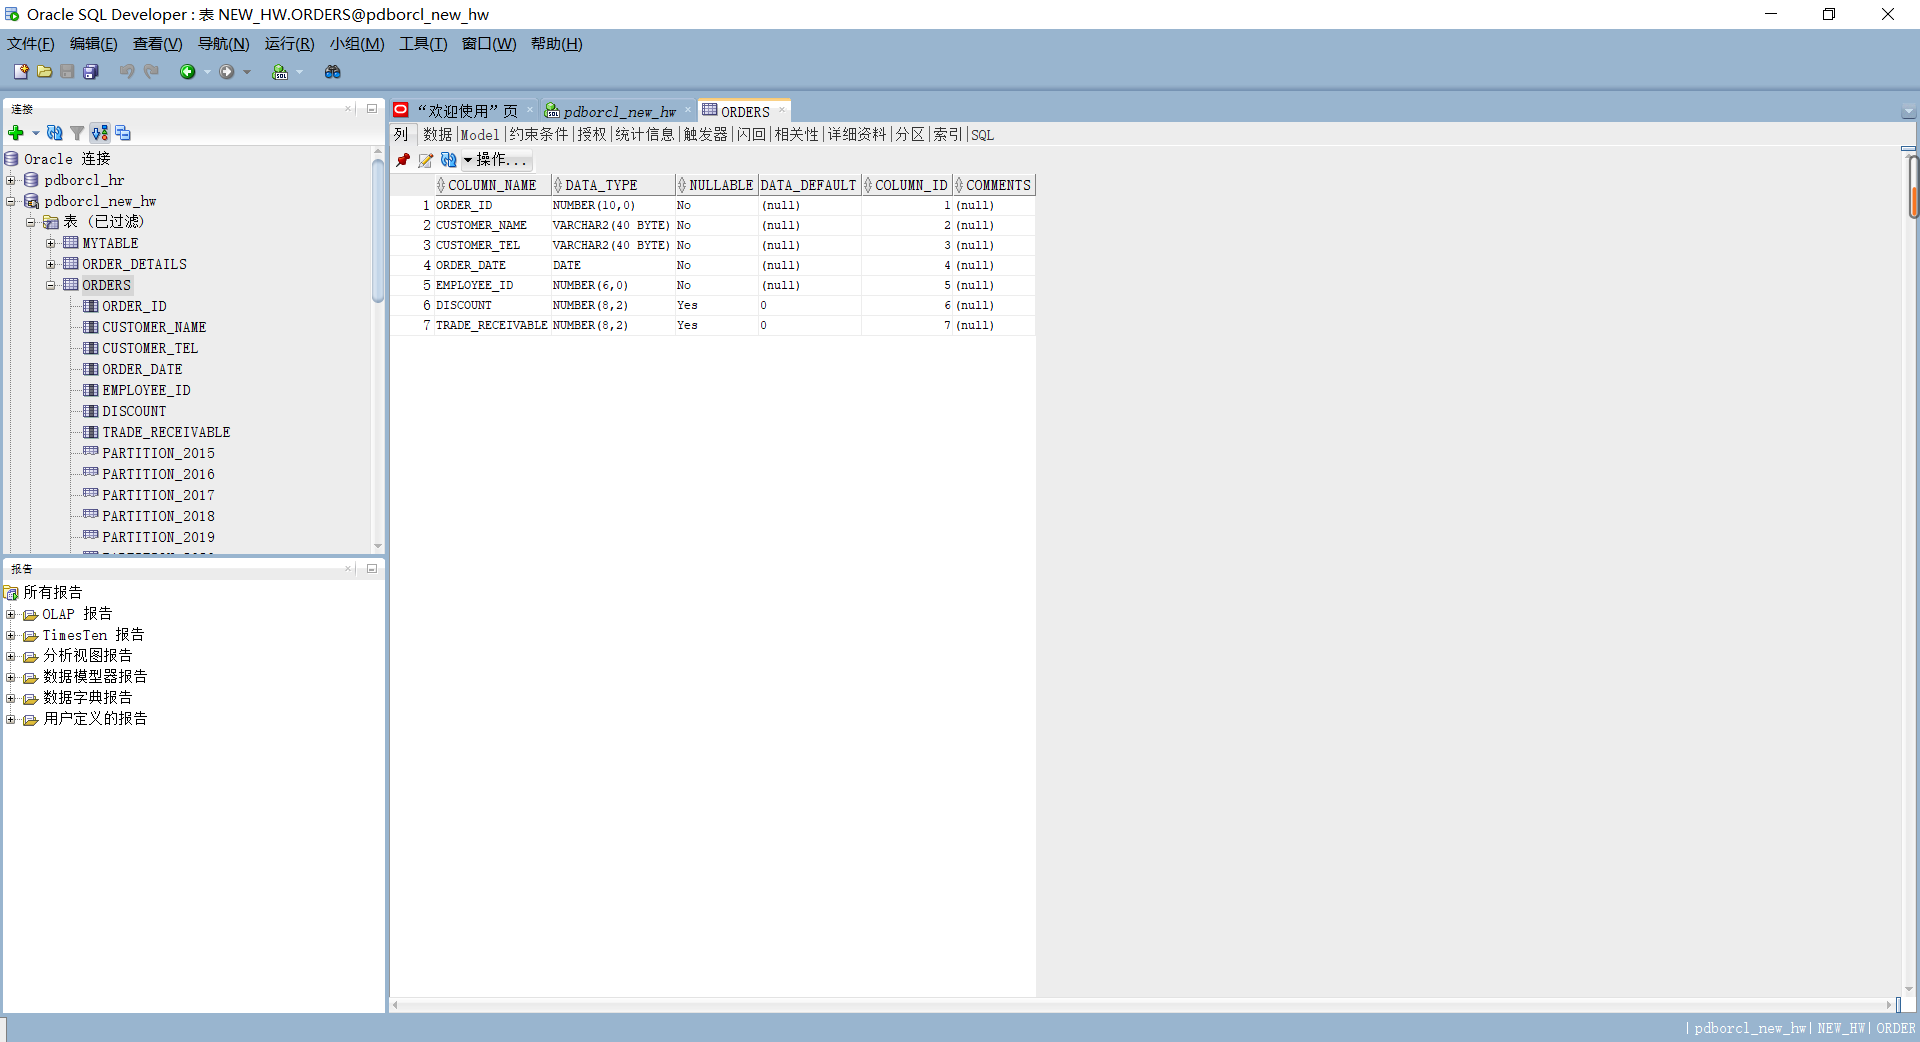 Oracle SQL Developer : 表 NEW_HW.ORDERS@pdborcl_new_hw
文件(F) 编辑(E) 查看(V) 导航(N) 运行(R) 小组(M) 工具(T) 窗口(W) 帮助(H)
连接
Oracle 连接
pdborcl_hr
pdborcl_new_hw
表 (已过滤)
MYTABLE
ORDER_DETAILS
ORDERS
ORDER_ID
CUSTOMER_NAME
CUSTOMER_TEL
ORDER_DATE
EMPLOYEE_ID
DISCOUNT
TRADE_RECEIVABLE
PARTITION_2015
PARTITION_2016
PARTITION_2017
PARTITION_2018
PARTITION_2019
报告
所有报告
OLAP 报告
TimesTen 报告
分析视图报告
数据模型器报告
数据字典报告
用户定义的报告
“欢迎使用”页 pdborcl_new_hw ORDERS
列 数据 Model 约束条件 授权 统计信息 触发器 闪回 相关性 详细资料 分区 索引 SQL
操作...
COLUMN_NAME DATA_TYPE NULLABLE DATA_DEFAULT COLUMN_ID COMMENTS
1 ORDER_ID NUMBER(10,0) No (null) 1 (null)
2 CUSTOMER_NAME VARCHAR2(40 BYTE) No (null) 2 (null)
3 CUSTOMER_TEL VARCHAR2(40 BYTE) No (null) 3 (null)
4 ORDER_DATE DATE No (null) 4 (null)
5 EMPLOYEE_ID NUMBER(6,0) No (null) 5 (null)
6 DISCOUNT NUMBER(8,2) Yes 0 6 (null)
7 TRADE_RECEIVABLE NUMBER(8,2) Yes 0 7 (null)
| pdborcl_new_hw| NEW_HW| ORDER